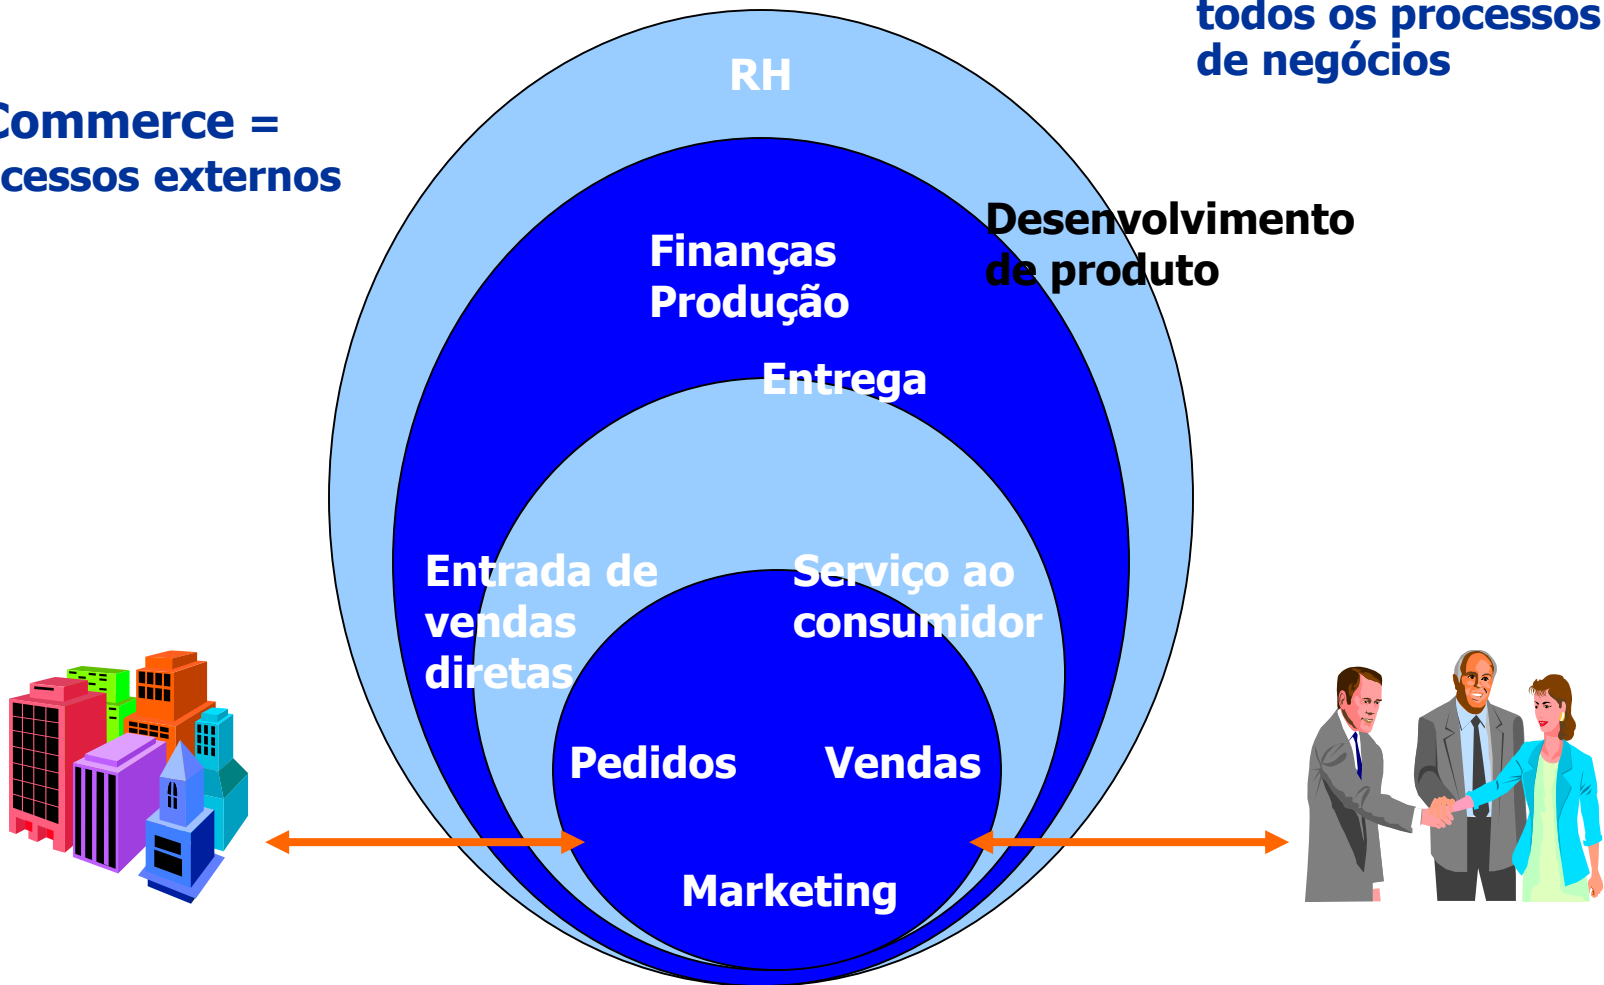 todos os processos
de negócios
RH
Commerce =
cessos externos
Desenvolvimento
de produto
Finanças
Produção
Entrega
Entrada de
vendas
diretas
Serviço ao
consumidor
Pedidos
Vendas
Marketing